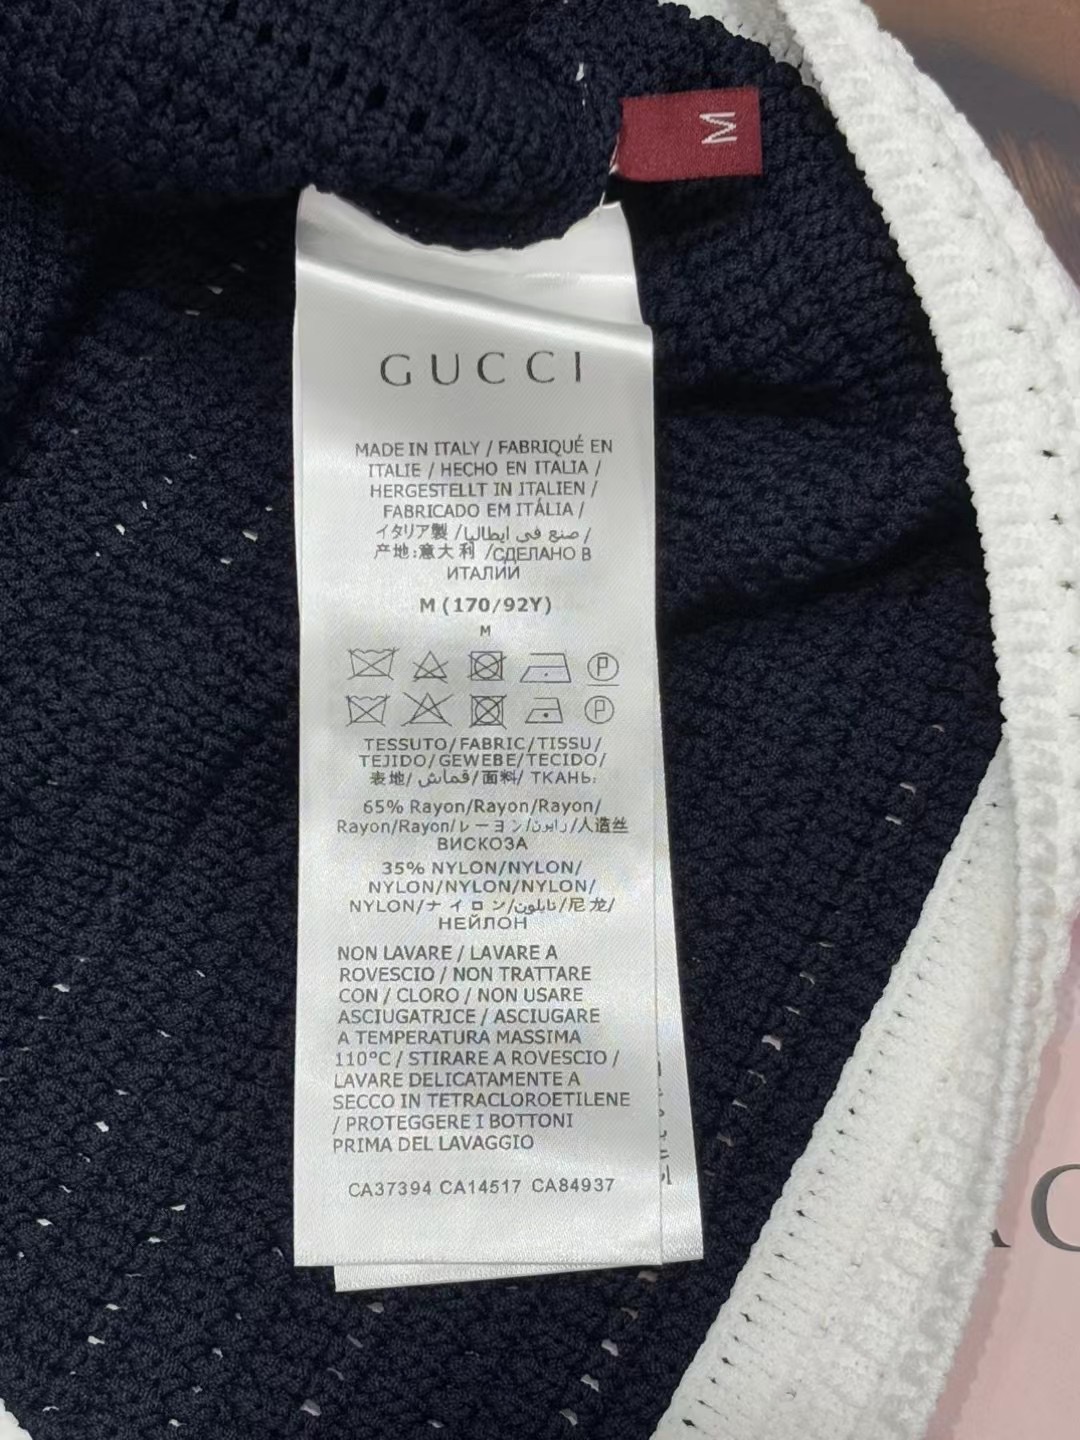 M
GUCCI
MADE IN ITALY / FABRIQUÉ EN
ITALIE / HECHO EN ITALIA /
HERGESTELLT IN ITALIEN /
FABRICADO EM ITÁLIA /
イタリア製 /صنع في ايطاليا /
产地:意大利 /СДЕЛАНО В
ИТАЛИИ
M (170/92Y)
M
P
P
TESSUTO/FABRIC/TISSU/
TEJIDO/GEWEBE/TECIDO/
表地/ قماش/面料/ ТКАНЬ:
65% Rayon/Rayon/Rayon/
Rayon/Rayon/レーヨン/رايون/人造丝
ВИСКОЗА
35% NYLON/NYLON/
NYLON/NYLON/NYLON/
NYLON/ナイロン/نايلون/尼龙/
НЕЙЛОН
NON LAVARE / LAVARE A
ROVESCIO / NON TRATTARE
CON / CLORO / NON USARE
ASCIUGATRICE / ASCIUGARE
A TEMPERATURA MASSIMA
110°C / STIRARE A ROVESCIO /
LAVARE DELICATAMENTE A
SECCO IN TETRACLOROETILENE
/ PROTEGGERE I BOTTONI
PRIMA DEL LAVAGGIO
CA37394 CA14517 CA84937